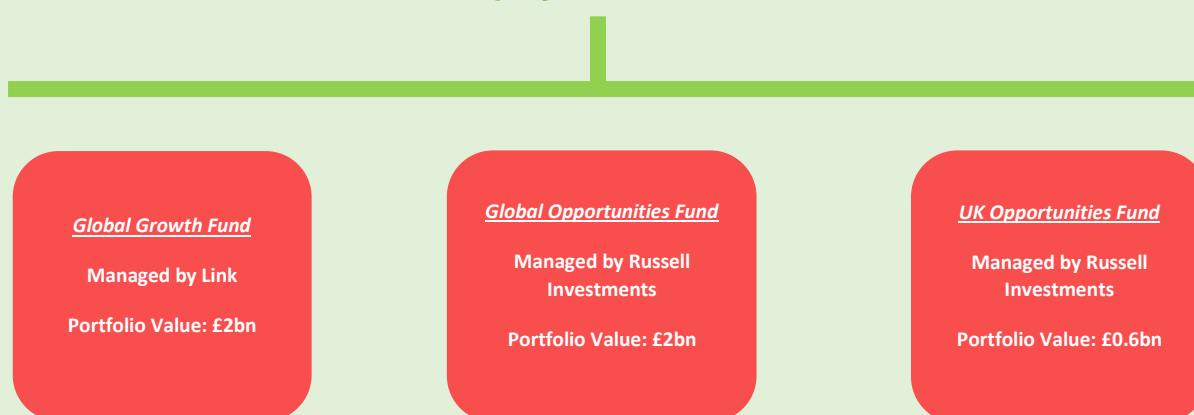 Global Growth Fund
Managed by Link
Portfolio Value: £2bn
Global Opportunities Fund
Managed by Russell
Investments
Portfolio Value: £2bn
UK Opportunities Fund
Managed by Russell
Investments
Portfolio Value: £0.6bn